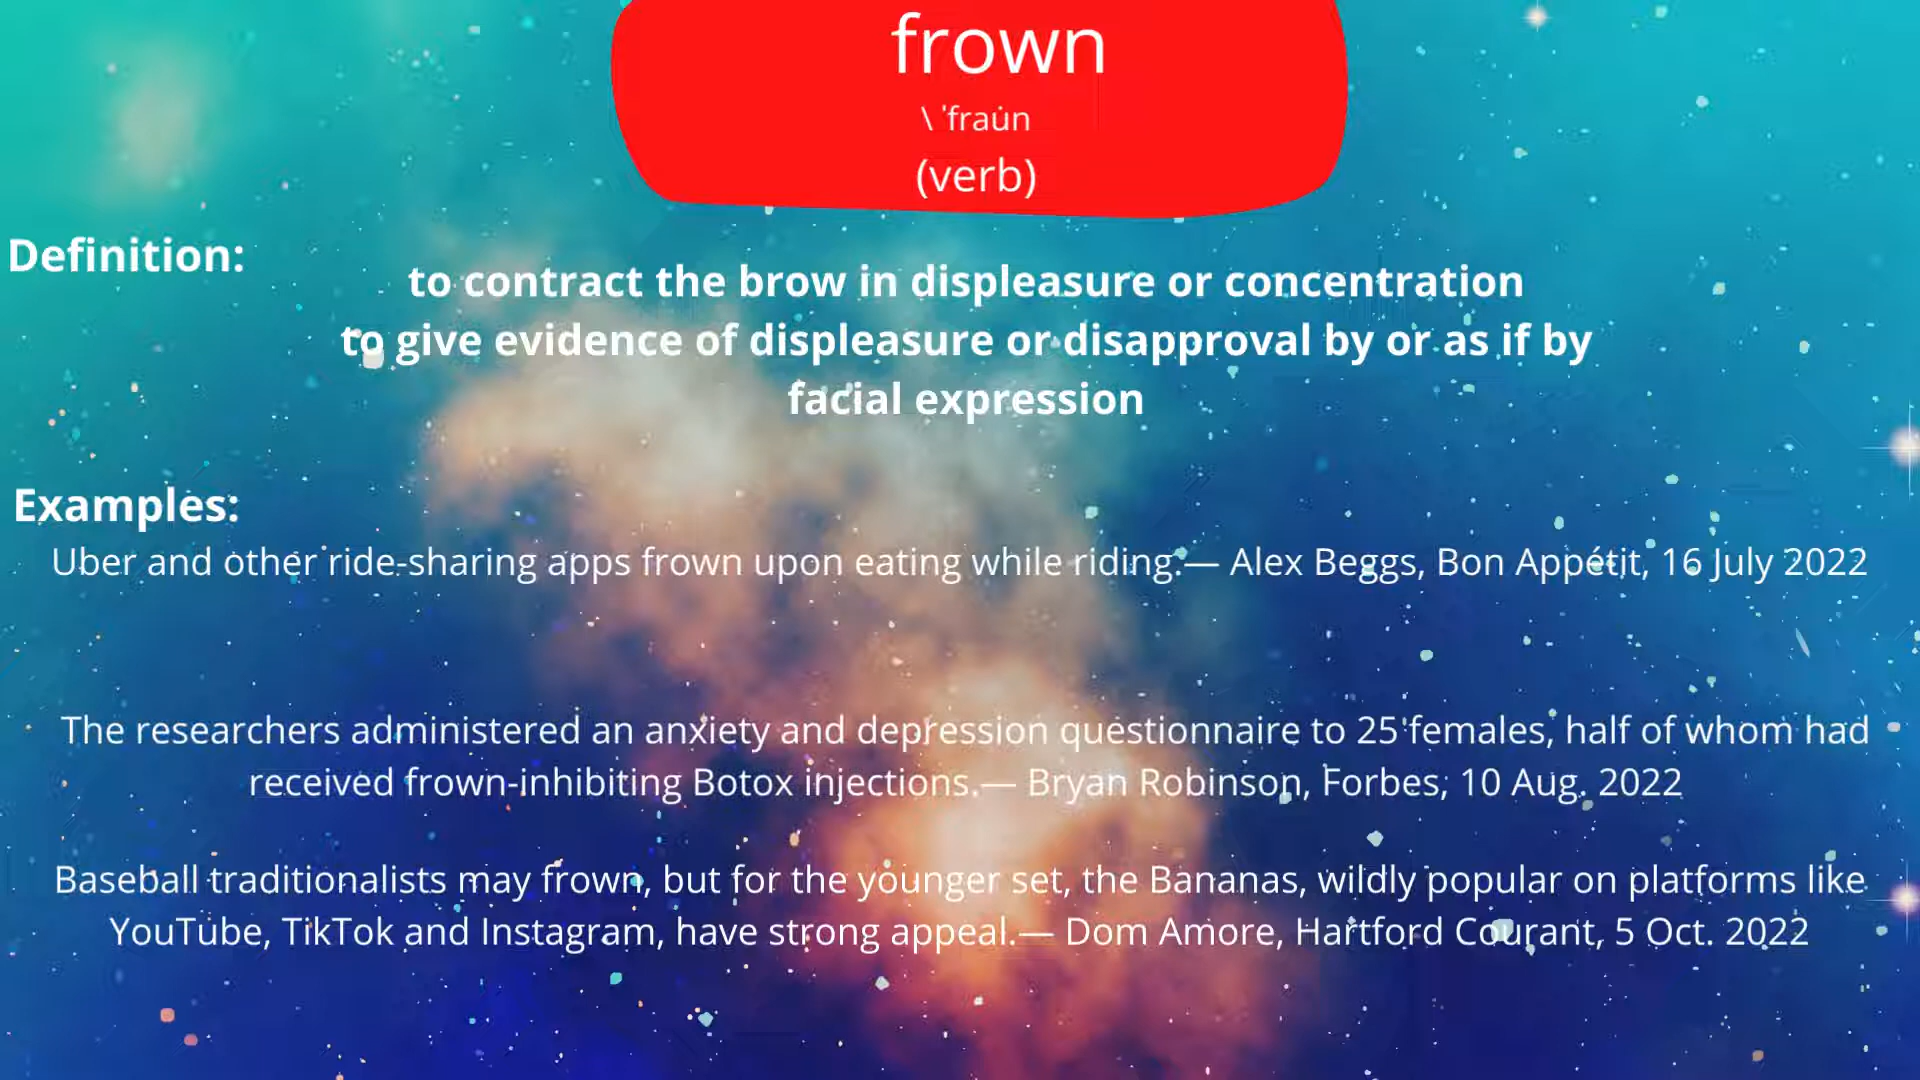 frown
\ ˈfrau̇n
(verb)
Definition:
to contract the brow in displeasure or concentration
to give evidence of displeasure or disapproval by or as if by
facial expression
Examples:
Uber and other ride-sharing apps frown upon eating while riding.— Alex Beggs, Bon Appétit, 16 July 2022
The researchers administered an anxiety and depression questionnaire to 25 females, half of whom had
received frown-inhibiting Botox injections.— Bryan Robinson, Forbes, 10 Aug. 2022
Baseball traditionalists may frown, but for the younger set, the Bananas, wildly popular on platforms like
YouTube, TikTok and Instagram, have strong appeal.— Dom Amore, Hartford Courant, 5 Oct. 2022